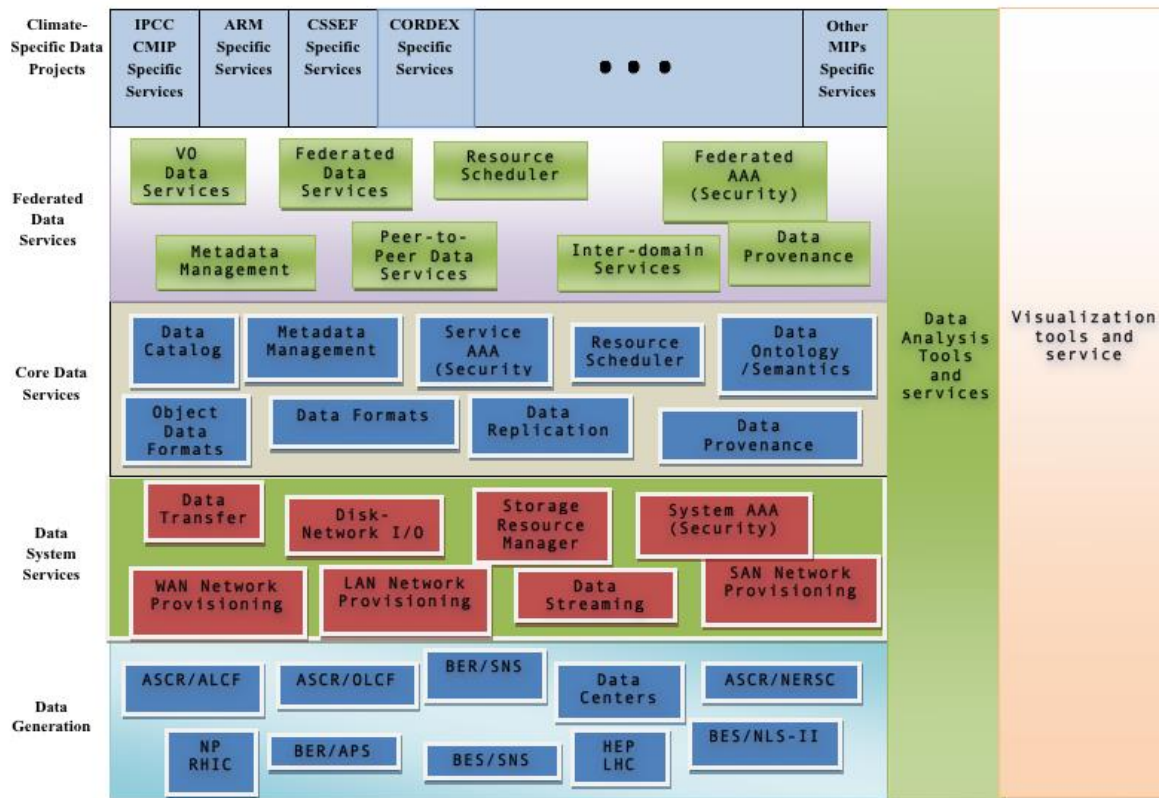 Climate-
Specific Data
Projects
IPCC
CMIP
Specific
Services
ARM
Specific
Services
CSSEF
Specific
Services
CORDEX
Specific
Services
• • •
Other
MIPs
Specific
Services
Federated
Data
Services
VO
Data
Services
Federated
Data
Services
Resource
Scheduler
Federated
AAA
(Security)
Metadata
Management
Peer-to-
Peer Data
Services
Inter-domain
Services
Data
Provenance
Core Data
Services
Data
Catalog
Metadata
Management
Service
AAA
(Security
Resource
Scheduler
Data
Ontology
/Semantics
Object
Data
Formats
Data Formats
Data
Replication
Data
Provenance
Data
System
Services
Data
Transfer
Disk-
Network I/O
Storage
Resource
Manager
System AAA
(Security)
WAN Network
Provisioning
LAN Network
Provisioning
Data
Streaming
SAN Network
Provisioning
Data
Generation
ASCR/ALCF
ASCR/OLCF
BER/SNS
Data
Centers
ASCR/NERSC
NP
RHIC
BER/APS
BES/SNS
HEP
LHC
BES/NLS-II
Data
Analysis
Tools
and
services
Visualization
tools and
service